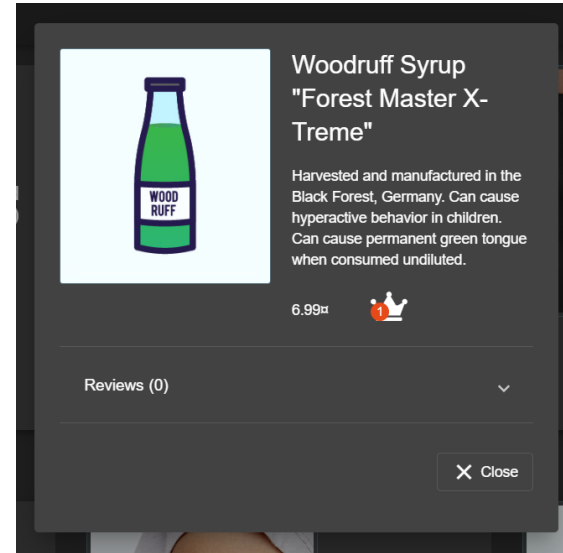 Woodruff Syrup
"Forest Master X-
Treme"
Harvested and manufactured in the
Black Forest, Germany. Can cause
hyperactive behavior in children.
Can cause permanent green tongue
when consumed undiluted.
WOOD
RUFF
6.99¤
1
Reviews (0)
Close